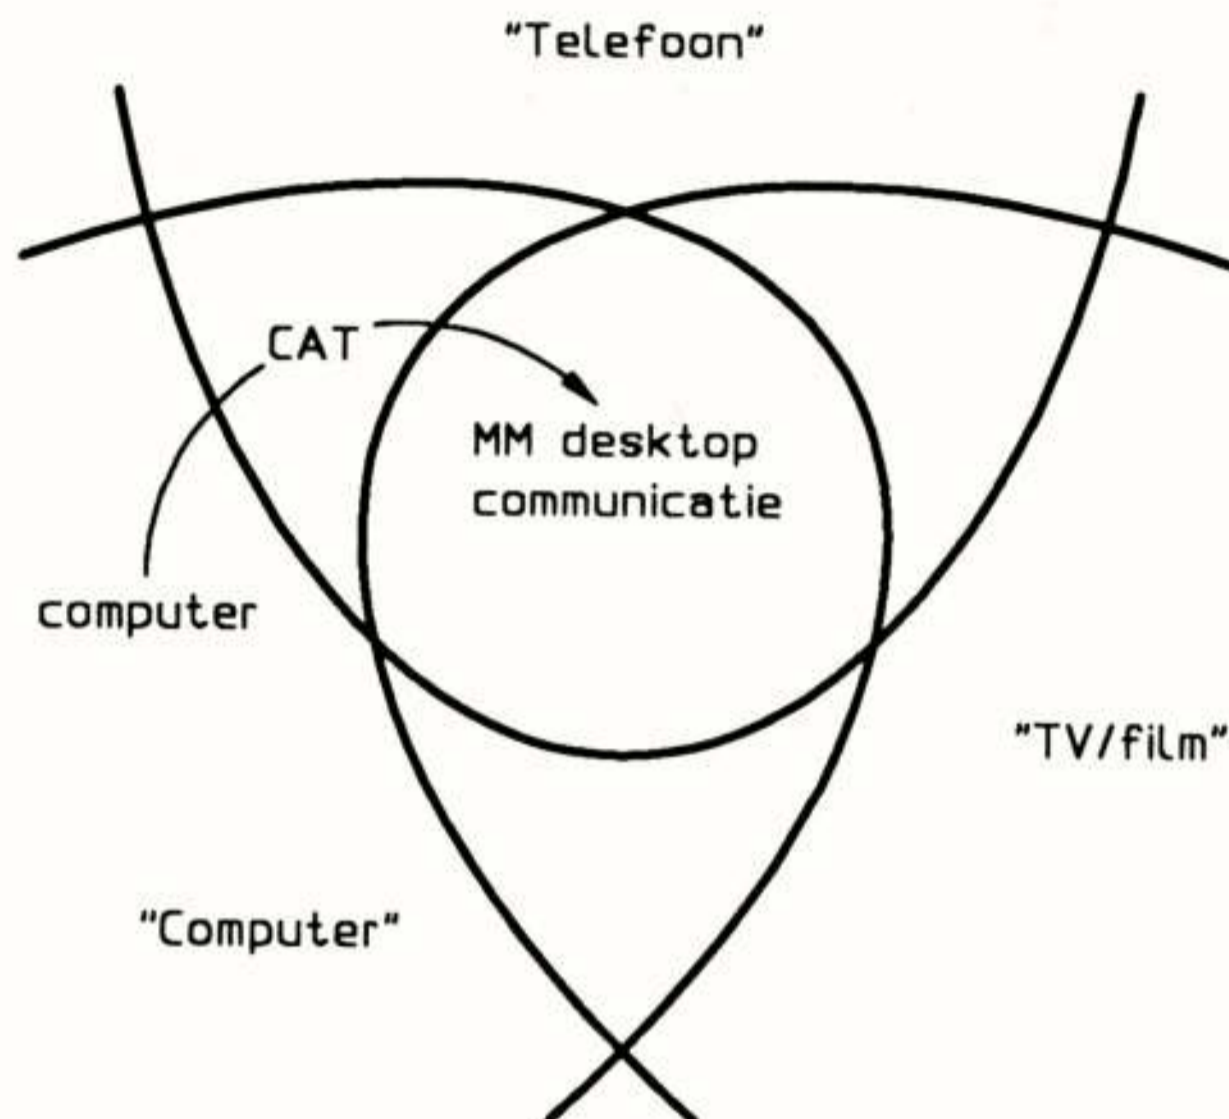 "Telefoon"
CAT
MM desktop
communicatie
computer
"TV/film"
"Computer"